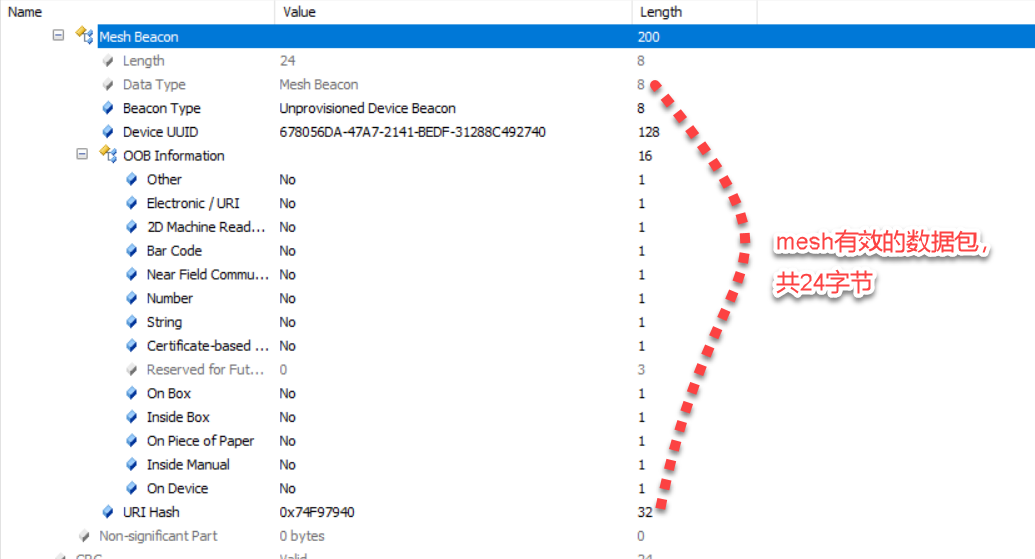 Name Value Length
Mesh Beacon 200
Length 24 8
Data Type Mesh Beacon 8
Beacon Type Unprovisioned Device Beacon 8
Device UUID 678056DA-47A7-2141-BEDF-31288C492740 128
OOB Information 16
Other No 1
Electronic / URI No 1
2D Machine Read... No 1
Bar Code No 1
Near Field Commu... No 1
Number No 1
String No 1
Certificate-based ... No 1
Reserved for Fut... 0 3
On Box No 1
Inside Box No 1
On Piece of Paper No 1
Inside Manual No 1
On Device No 1
URI Hash 0x74F97940 32
Non-significant Part 0 bytes 0
CRC Valid 24
mesh有效的数据包，
共24字节